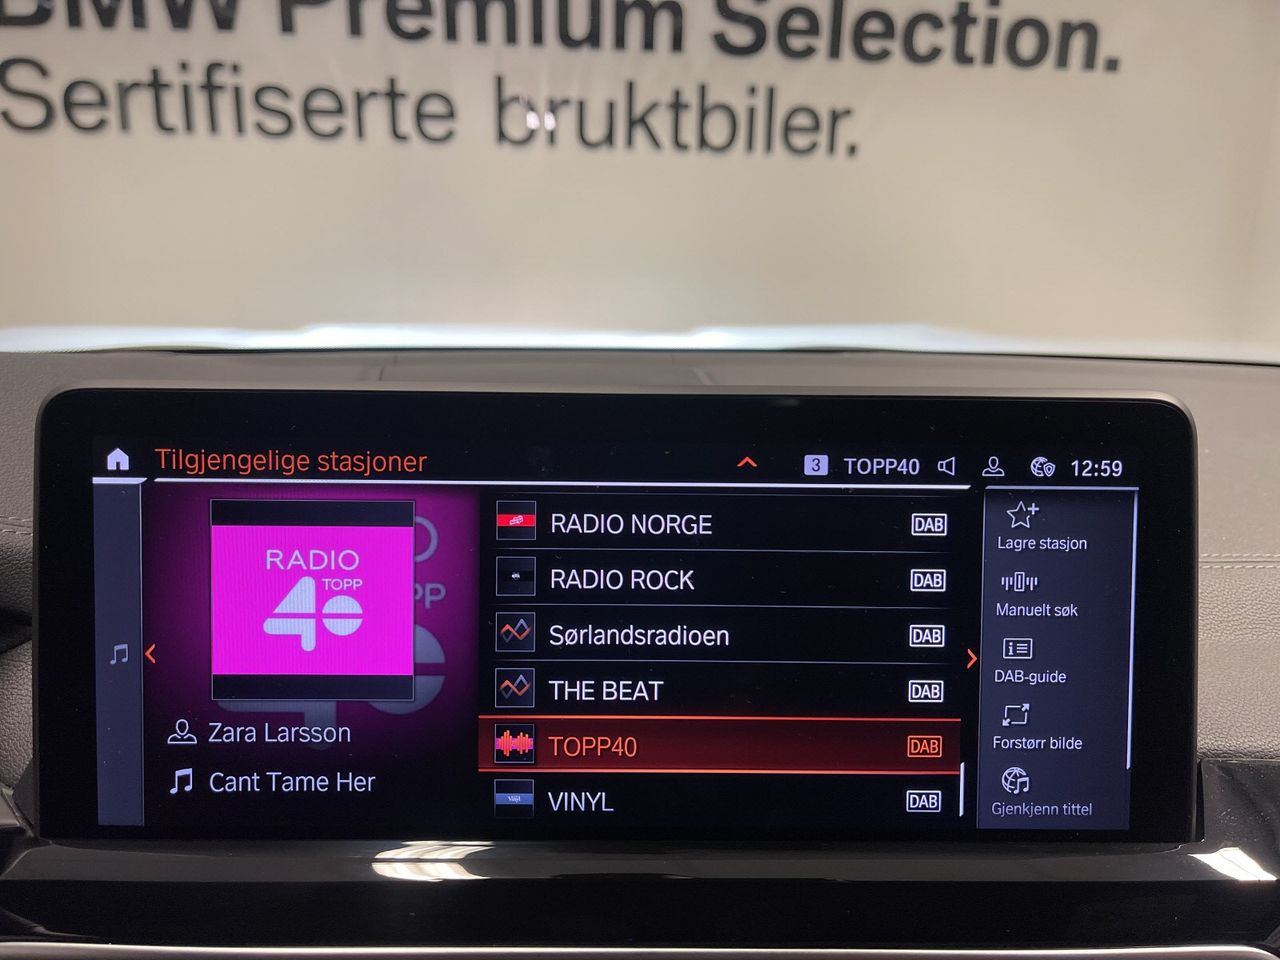 BMW Premium Selection.
Sertifiserte bruktbiler.
Tilgjengelige stasjoner
3 TOPP40 12:59
RADIO
TOPP
40
Zara Larsson
Cant Tame Her
RADIO NORGE DAB
RADIO ROCK DAB
Sørlandsradioen DAB
THE BEAT DAB
TOPP40 DAB
VINYL DAB
Lagre stasjon
Manuelt søk
DAB-guide
Forstørr bilde
Gjenkjenn tittel